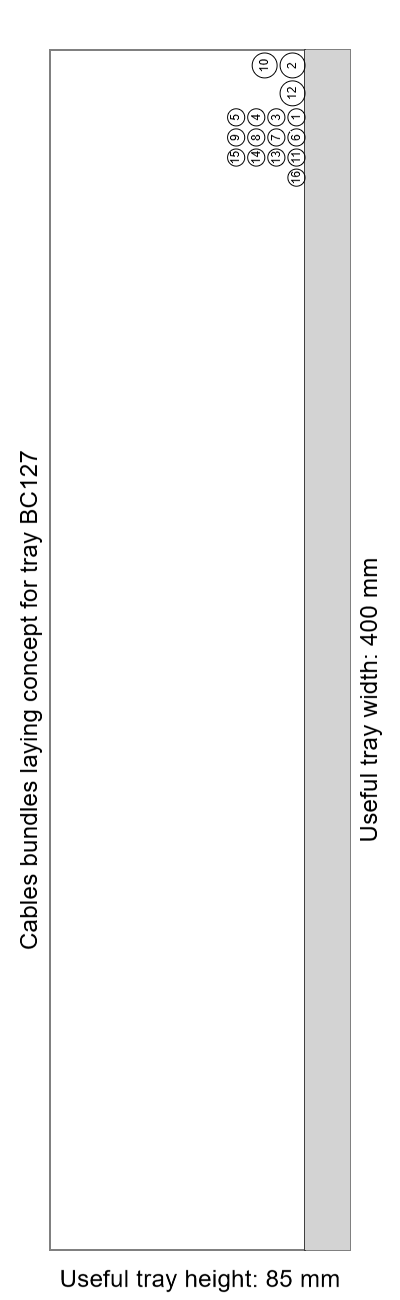 Cables bundles laying concept for tray BC127
10 2
12
5 4 3 1
9 8 7 6
15 14 13 11
16
Useful tray width: 400 mm
Useful tray height: 85 mm